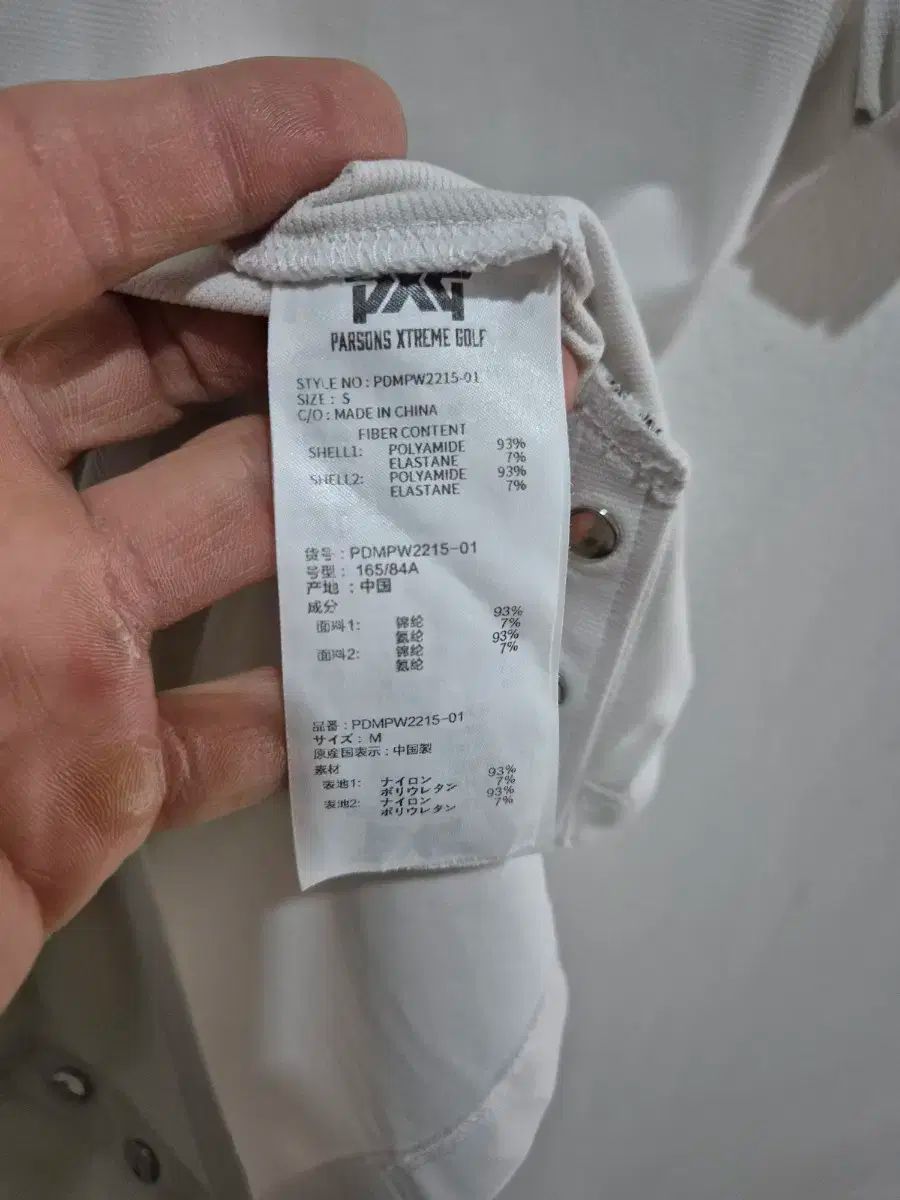 PXG
PARSONS XTREME GOLF
STYLE NO : PDMPW2215-01
SIZE : S
C/O : MADE IN CHINA
FIBER CONTENT
SHELL1: POLYAMIDE 93%
ELASTANE 7%
SHELL2: POLYAMIDE 93%
ELASTANE 7%
货号 : PDMPW2215-01
号型 : 165/84A
产地 : 中国
成分
面料1: 锦纶 93%
氨纶 7%
面料2: 锦纶 93%
氨纶 7%
品番 : PDMPW2215-01
サイズ : M
原産国表示 : 中国製
素材
表地1: ナイロン 93%
ポリウレタン 7%
表地2: ナイロン 93%
ポリウレタン 7%